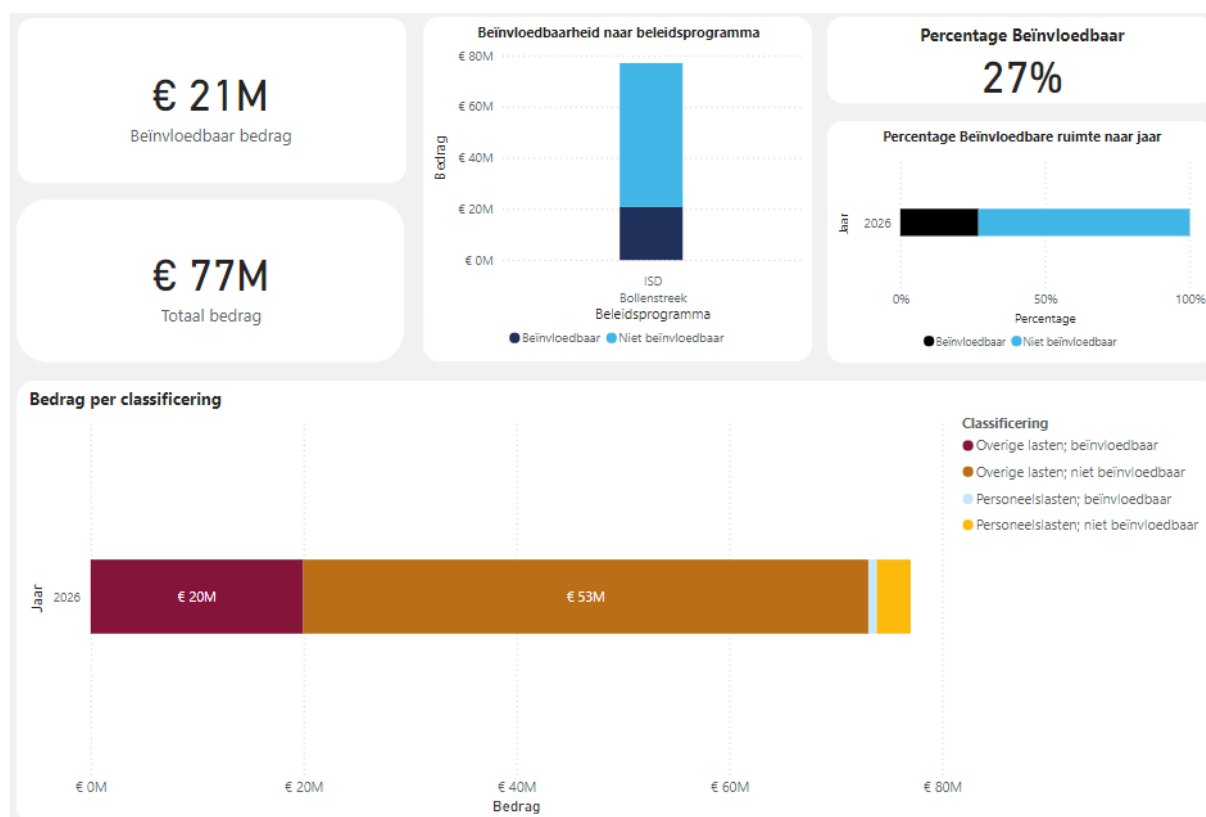 € 21M
Beïnvloedbaar bedrag
€ 77M
Totaal bedrag
Beïnvloedbaarheid naar beleidsprogramma
€ 80M
€ 60M
€ 40M
€ 20M
€ 0M
Bedrag
ISD
Bollenstreek
Beleidsprogramma
Beïnvloedbaar Niet beïnvloedbaar
Percentage Beïnvloedbaar
27%
Percentage Beïnvloedbare ruimte naar jaar
Jaar
2026
0% 50% 100%
Percentage
Beïnvloedbaar Niet beïnvloedbaar
Bedrag per classificering
Classificering
Overige lasten; beïnvloedbaar
Overige lasten; niet beïnvloedbaar
Personeelslasten; beïnvloedbaar
Personeelslasten; niet beïnvloedbaar
Jaar
2026
€ 20M € 53M
€ 0M € 20M € 40M € 60M € 80M
Bedrag